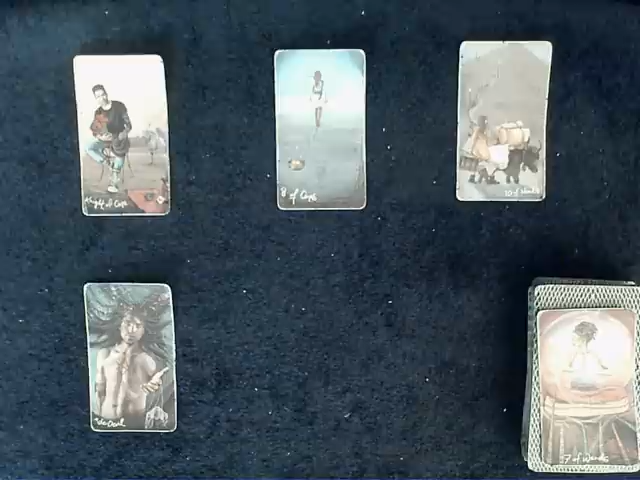 Knight of Cups
8 of Cups
10 of Wands
The Devil
7 of Wands